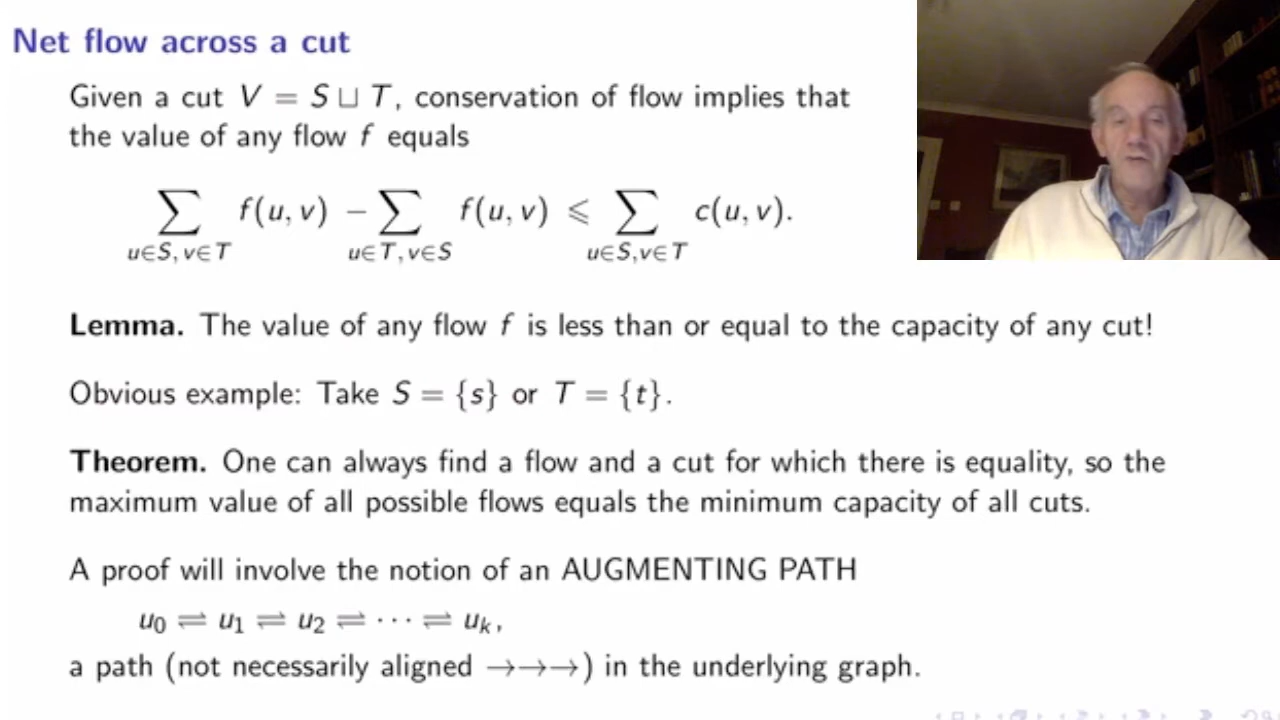 Net flow across a cut
Given a cut V = S ⊔ T, conservation of flow implies that
the value of any flow f equals
∑_{u∈S,v∈T} f(u, v) − ∑_{u∈T,v∈S} f(u, v) ⩽ ∑_{u∈S,v∈T} c(u, v).
Lemma. The value of any flow f is less than or equal to the capacity of any cut!
Obvious example: Take S = {s} or T = {t}.
Theorem. One can always find a flow and a cut for which there is equality, so the
maximum value of all possible flows equals the minimum capacity of all cuts.
A proof will involve the notion of an AUGMENTING PATH
u₀ ⇌ u₁ ⇌ u₂ ⇌ ⋯ ⇌ uₖ,
a path (not necessarily aligned →→→) in the underlying graph.